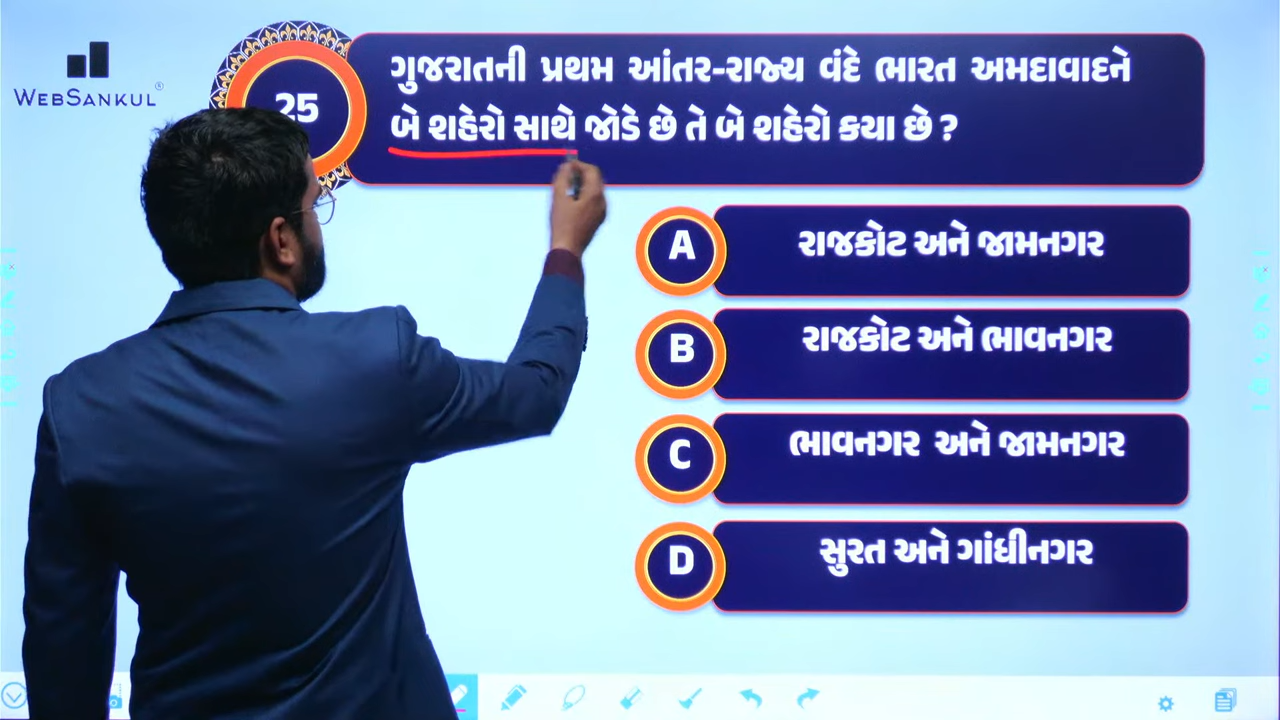 WEBSANKUL®
25
ગુજરાતની પ્રથમ આંતર-રાજ્ય વંદે ભારત અમદાવાદને
બે શહેરો સાથે જોડે છે તે બે શહેરો કયા છે ?
A
રાજકોટ અને જામનગર
B
રાજકોટ અને ભાવનગર
C
ભાવનગર અને જામનગર
D
સુરત અને ગાંધીનગર